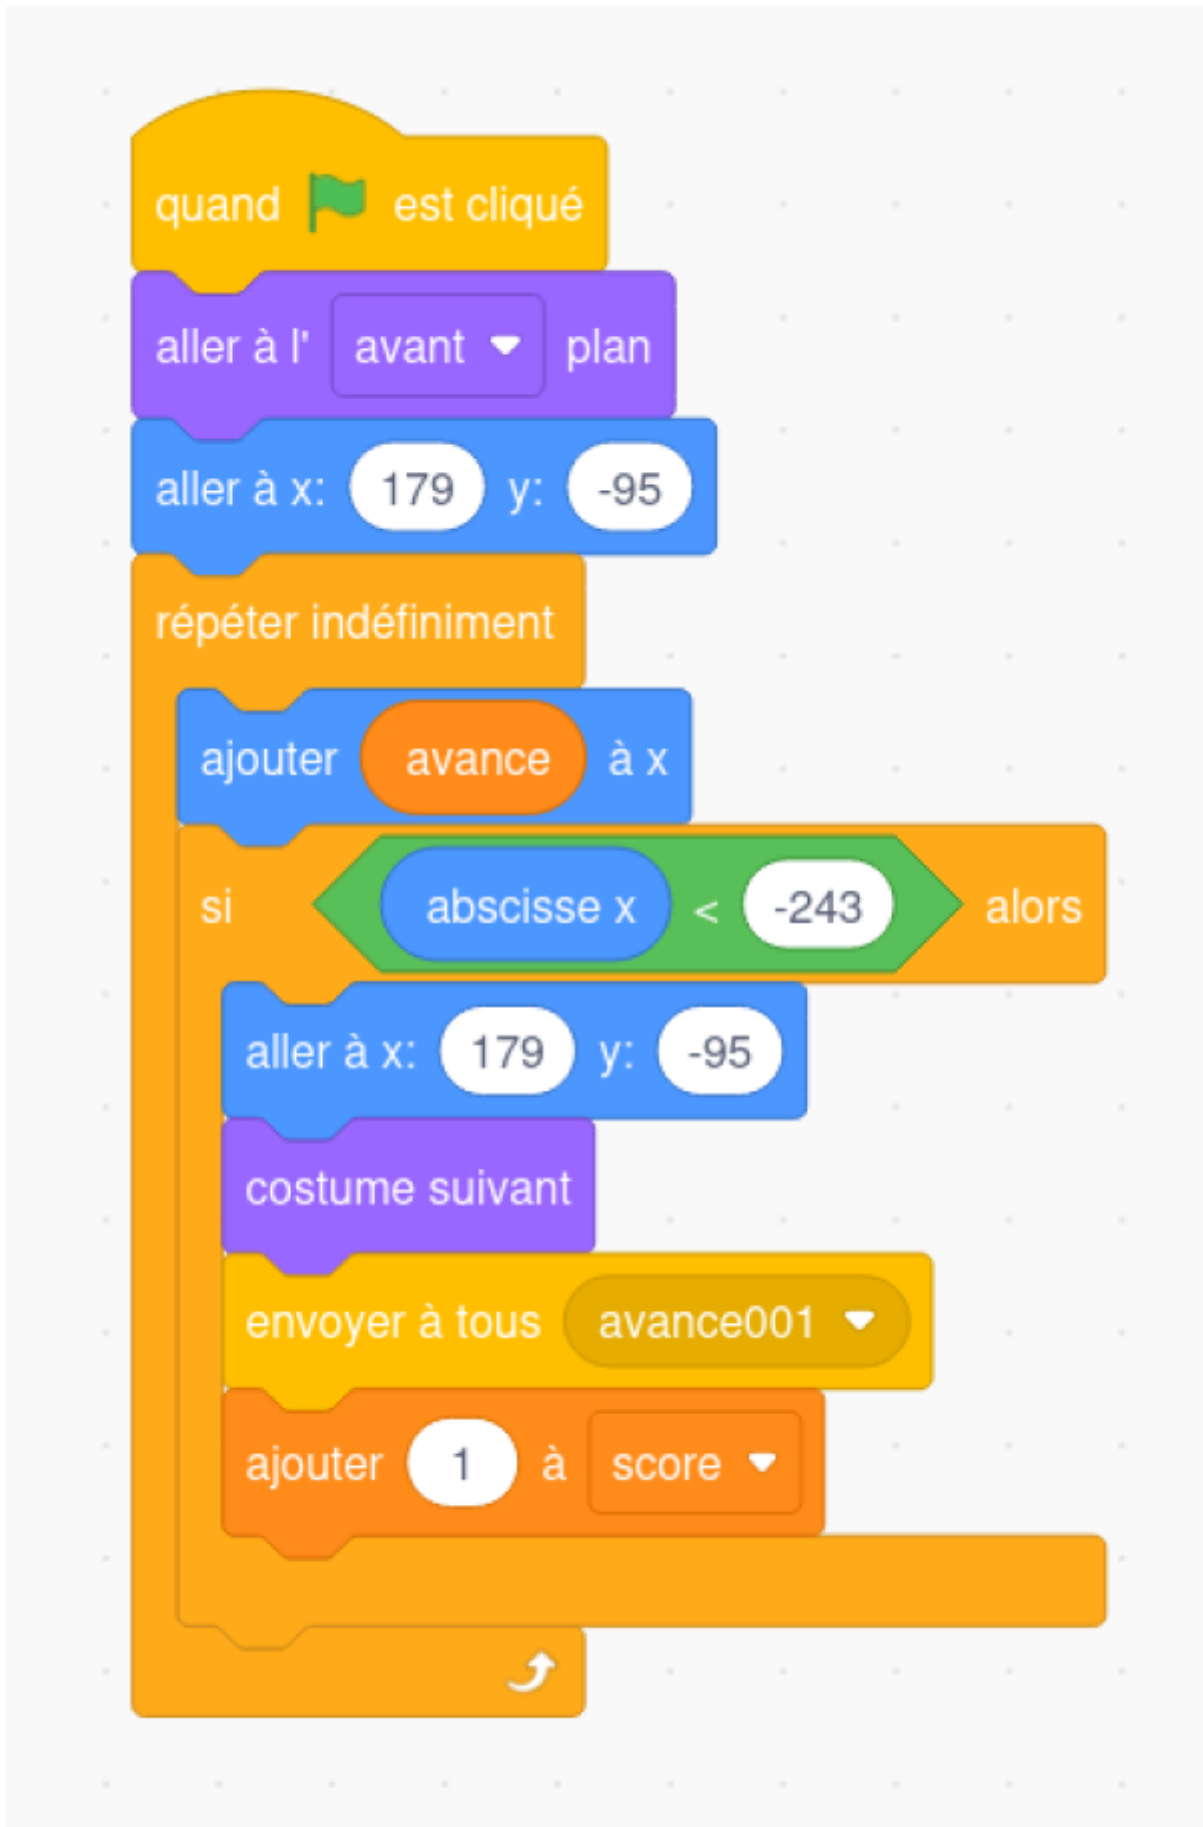 quand est cliqué
aller à l' avant plan
aller à x: 179 y: -95
répéter indéfiniment
ajouter avance à x
si abscisse x < -243 alors
aller à x: 179 y: -95
costume suivant
envoyer à tous avance001
ajouter 1 à score